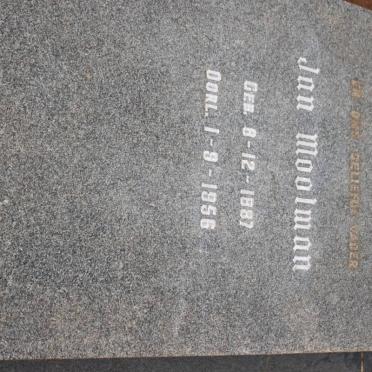 ONS GELIEFDE VADER
Jan Moolman
GEB. 8-12-1887
OORL. 1-9-1956